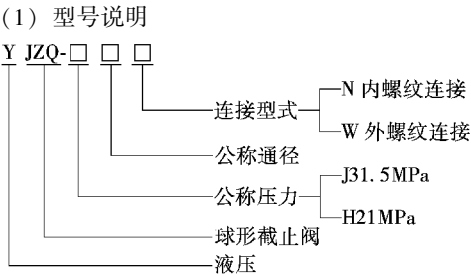 (1) 型号说明
Y JZQ-□ □ □
连接型式
N 内螺纹连接
W 外螺纹连接
公称通径
公称压力
J31.5MPa
H21MPa
球形截止阀
液压